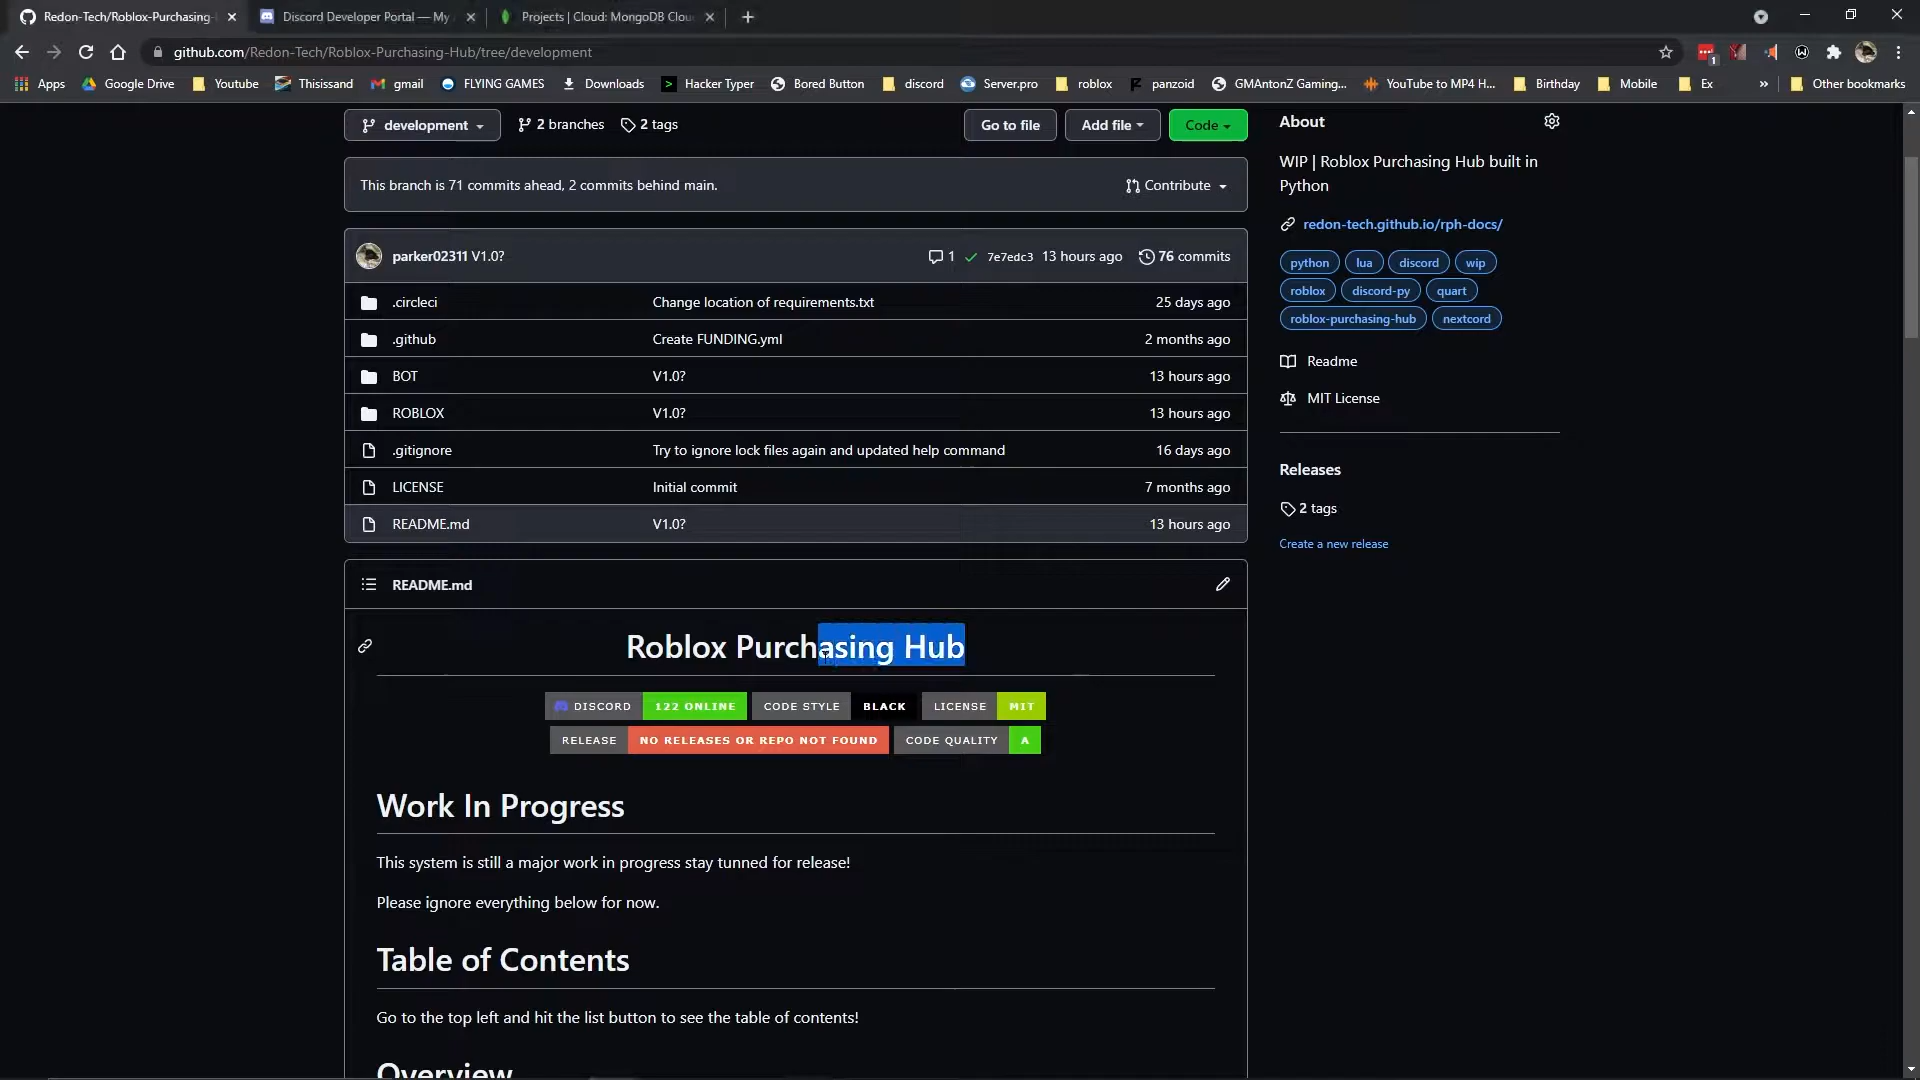 Redon-Tech/Roblox-Purchasing-
Discord Developer Portal — My
Projects | Cloud: MongoDB Clou
github.com/Redon-Tech/Roblox-Purchasing-Hub/tree/development
1
Apps
Google Drive
Youtube
Thisissand
gmail
FLYING GAMES
Downloads
Hacker Typer
Bored Button
discord
Server.pro
roblox
panzoid
GMAntonZ Gaming...
YouTube to MP4 H...
Birthday
Mobile
Ex
»
Other bookmarks
development
2 branches
2 tags
Go to file
Add file
Code
This branch is 71 commits ahead, 2 commits behind main.
Contribute
parker02311 V1.0?
1
7e7edc3 13 hours ago
76 commits
.circleci Change location of requirements.txt 25 days ago
.github Create FUNDING.yml 2 months ago
BOT V1.0? 13 hours ago
ROBLOX V1.0? 13 hours ago
.gitignore Try to ignore lock files again and updated help command 16 days ago
LICENSE Initial commit 7 months ago
README.md V1.0? 13 hours ago
README.md
Roblox Purchasing Hub
DISCORD 122 ONLINE CODE STYLE BLACK LICENSE MIT
RELEASE NO RELEASES OR REPO NOT FOUND CODE QUALITY A
Work In Progress
This system is still a major work in progress stay tunned for release!
Please ignore everything below for now.
Table of Contents
Go to the top left and hit the list button to see the table of contents!
Overview
About
WIP | Roblox Purchasing Hub built in
Python
redon-tech.github.io/rph-docs/
python lua discord wip
roblox discord-py quart
roblox-purchasing-hub nextcord
Readme
MIT License
Releases
2 tags
Create a new release